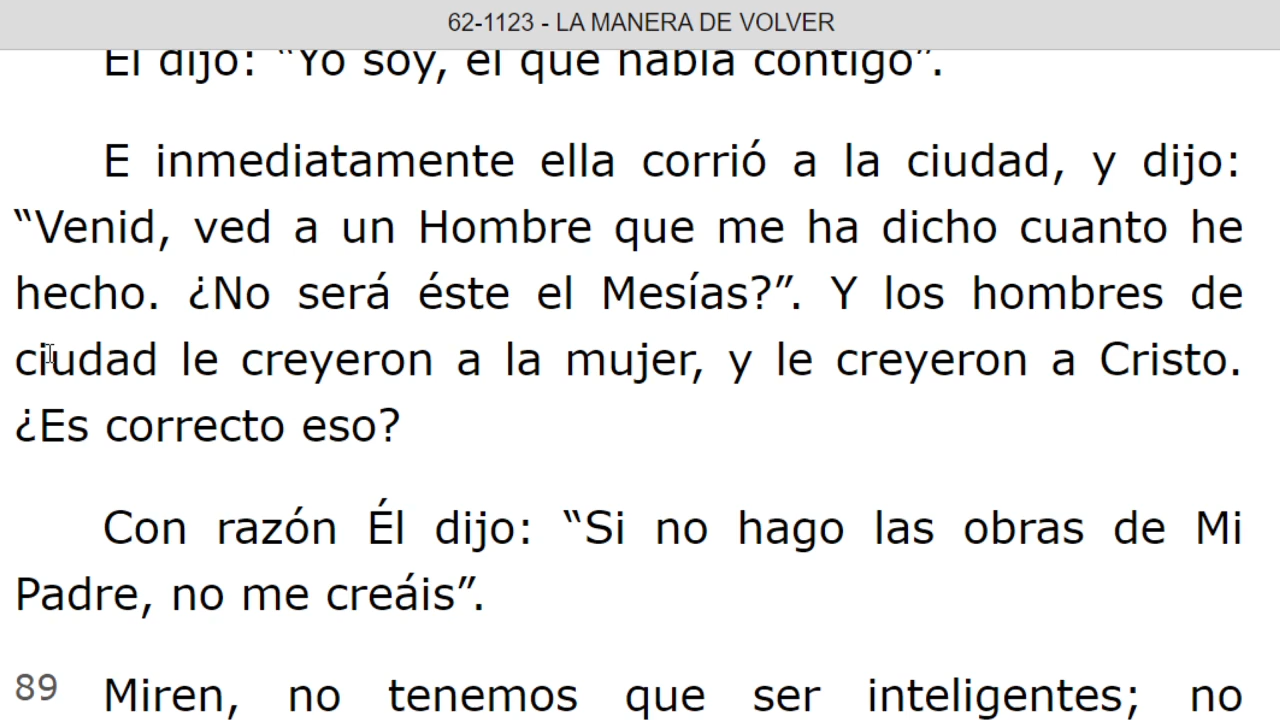 62-1123 - LA MANERA DE VOLVER
Él dijo: “Yo soy, el que habla contigo”.
E inmediatamente ella corrió a la ciudad, y dijo:
“Venid, ved a un Hombre que me ha dicho cuanto he
hecho. ¿No será éste el Mesías?”. Y los hombres de
ciudad le creyeron a la mujer, y le creyeron a Cristo.
¿Es correcto eso?
Con razón Él dijo: “Si no hago las obras de Mi
Padre, no me creáis”.
89 Miren, no tenemos que ser inteligentes; no